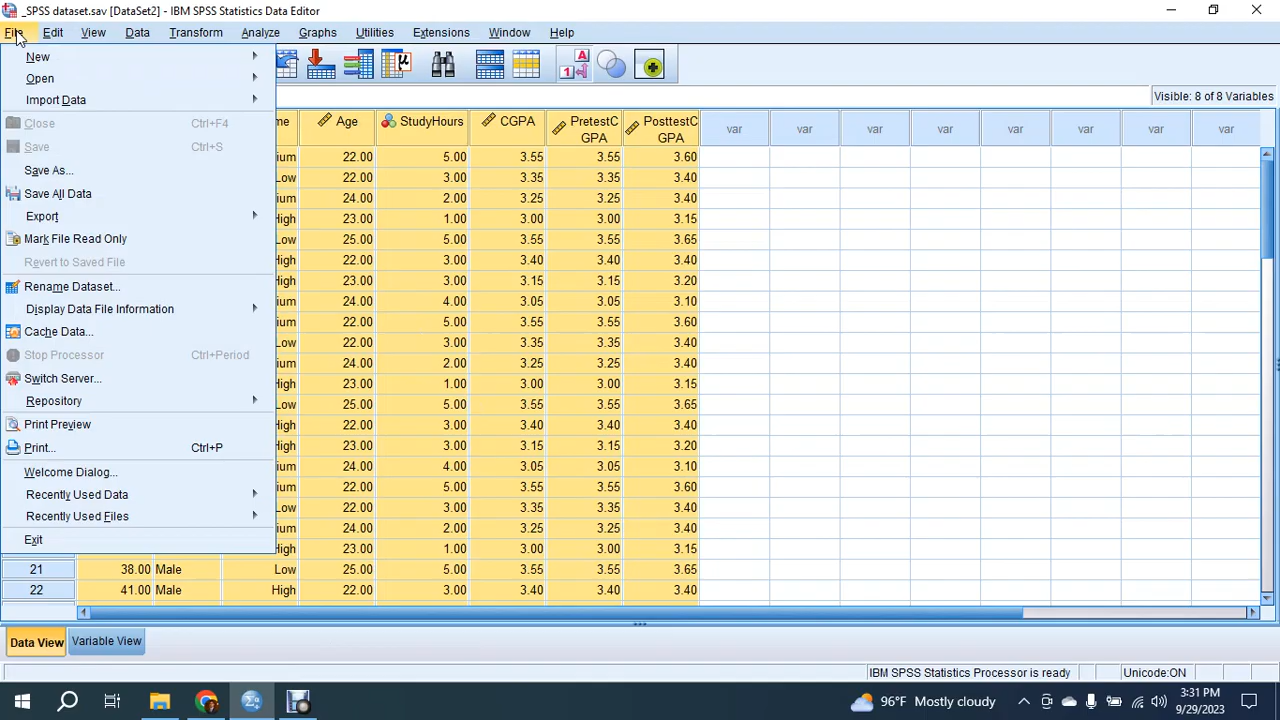 _SPSS dataset.sav [DataSet2] - IBM SPSS Statistics Data Editor
File Edit View Data Transform Analyze Graphs Utilities Extensions Window Help
New
Open
Import Data
Close Ctrl+F4
Save Ctrl+S
Save As...
Save All Data
Export
Mark File Read Only
Revert to Saved File
Rename Dataset...
Display Data File Information
Cache Data...
Stop Processor Ctrl+Period
Switch Server...
Repository
Print Preview
Print... Ctrl+P
Welcome Dialog...
Recently Used Data
Recently Used Files
Exit
Visible: 8 of 8 Variables
me Age StudyHours CGPA PretestCGPA PosttestCGPA var var var var var var var var
ium 22.00 5.00 3.55 3.55 3.60
Low 22.00 3.00 3.35 3.35 3.40
ium 24.00 2.00 3.25 3.25 3.40
High 23.00 1.00 3.00 3.00 3.15
Low 25.00 5.00 3.55 3.55 3.65
High 22.00 3.00 3.40 3.40 3.40
High 23.00 3.00 3.15 3.15 3.20
ium 24.00 4.00 3.05 3.05 3.10
ium 22.00 5.00 3.55 3.55 3.60
Low 22.00 3.00 3.35 3.35 3.40
ium 24.00 2.00 3.25 3.25 3.40
High 23.00 1.00 3.00 3.00 3.15
Low 25.00 5.00 3.55 3.55 3.65
High 22.00 3.00 3.40 3.40 3.40
High 23.00 3.00 3.15 3.15 3.20
ium 24.00 4.00 3.05 3.05 3.10
ium 22.00 5.00 3.55 3.55 3.60
Low 22.00 3.00 3.35 3.35 3.40
ium 24.00 2.00 3.25 3.25 3.40
High 23.00 1.00 3.00 3.00 3.15
21 38.00 Male Low 25.00 5.00 3.55 3.55 3.65
22 41.00 Male High 22.00 3.00 3.40 3.40 3.40
Data View Variable View
IBM SPSS Statistics Processor is ready Unicode:ON
96°F Mostly cloudy
3:31 PM
9/29/2023